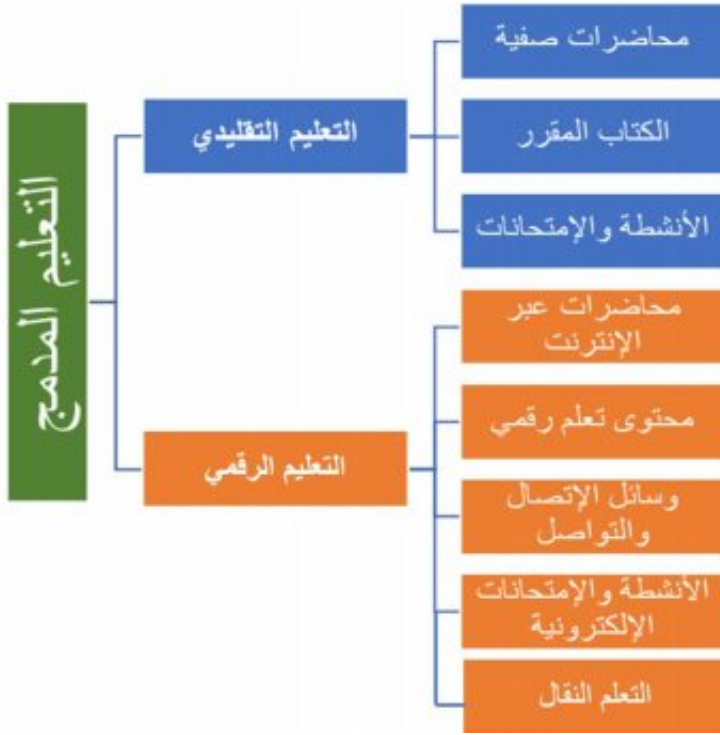 التعليم المدمج
التعليم التقليدي
محاضرات صفية
الكتاب المقرر
الأنشطة والإمتحانات
التعليم الرقمي
محاضرات عبر
الإنترنت
محتوى تعلم رقمي
وسائل الإتصال
والتواصل
الأنشطة والإمتحانات
الإلكترونية
التعلم النقال